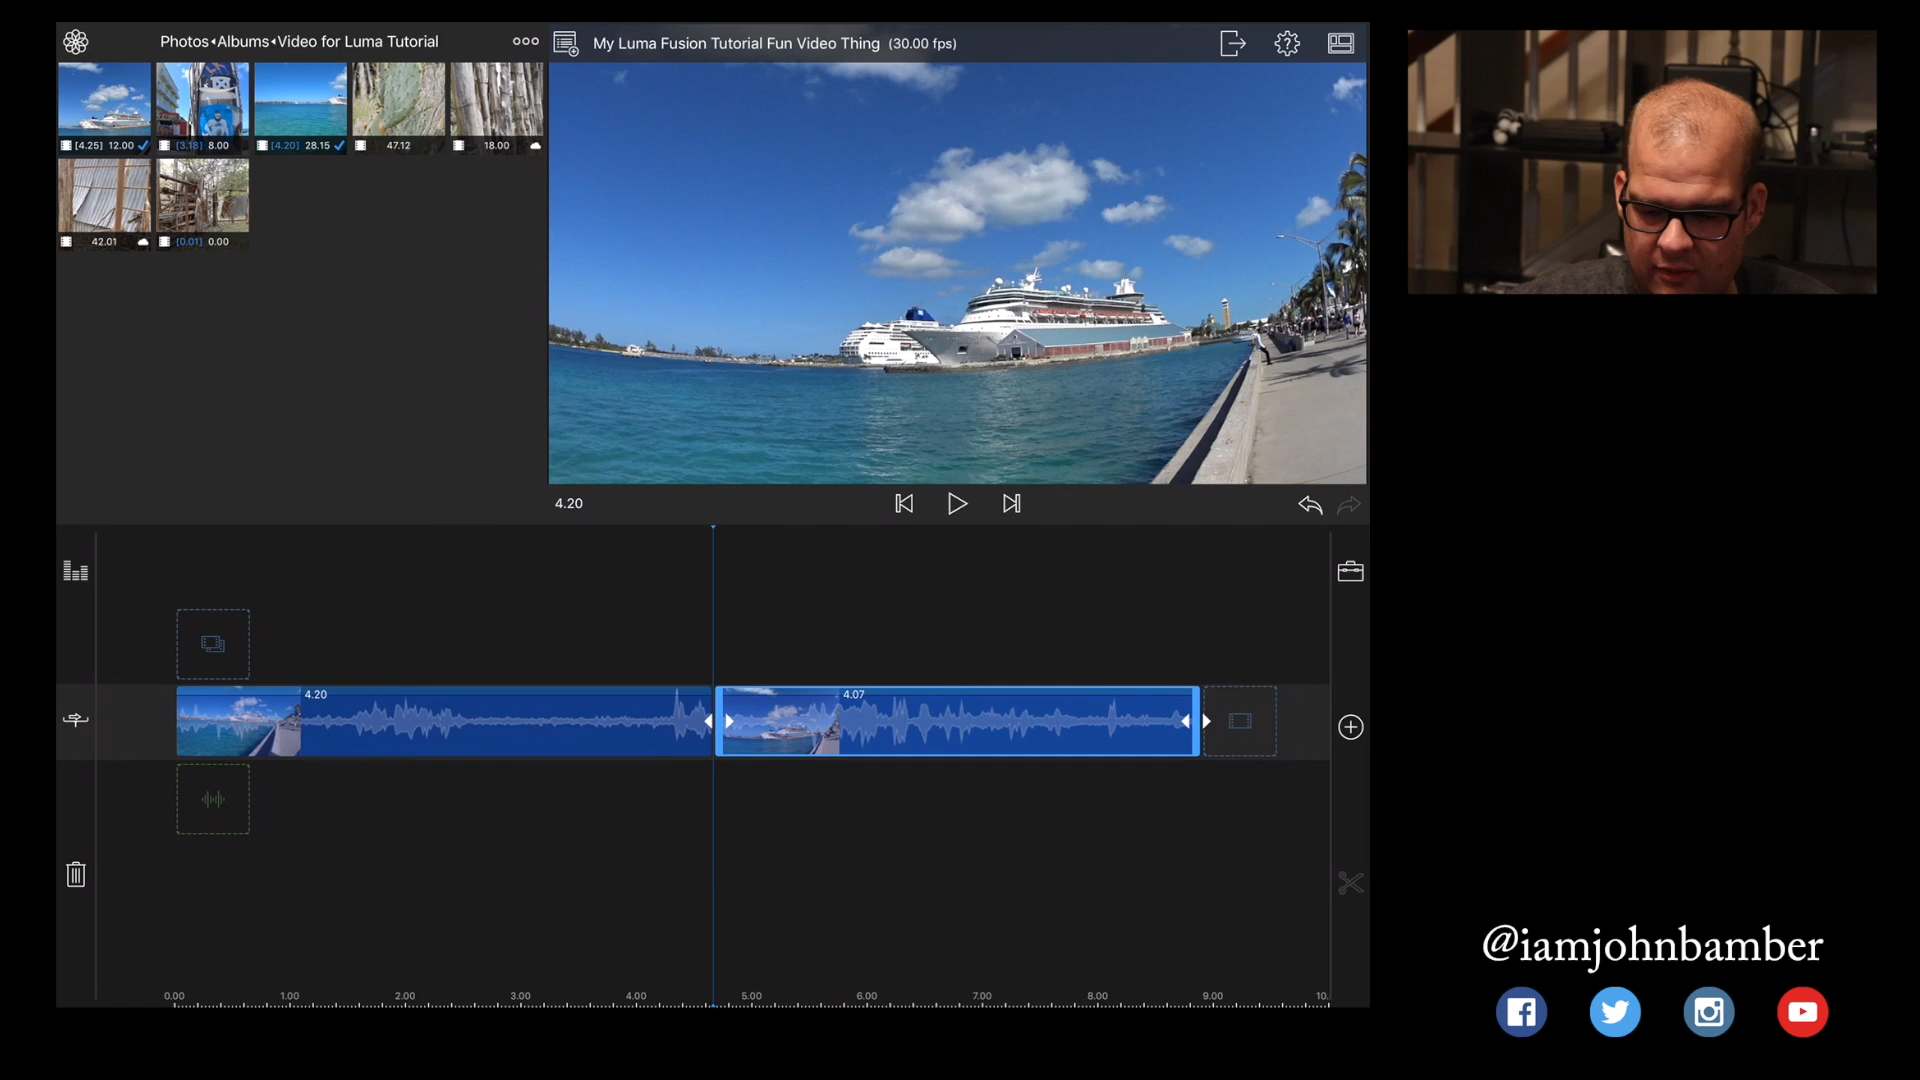 Photos◂Albums◂Video for Luma Tutorial
My Luma Fusion Tutorial Fun Video Thing (30.00 fps)
[4.25] 12.00
[3.18] 8.00
[4.20] 28.15
47.12
18.00
42.01
[0.01] 0.00
4.20
4.20
4.07
0.00 1.00 2.00 3.00 4.00 5.00 6.00 7.00 8.00 9.00 10.
@iamjohnbamber